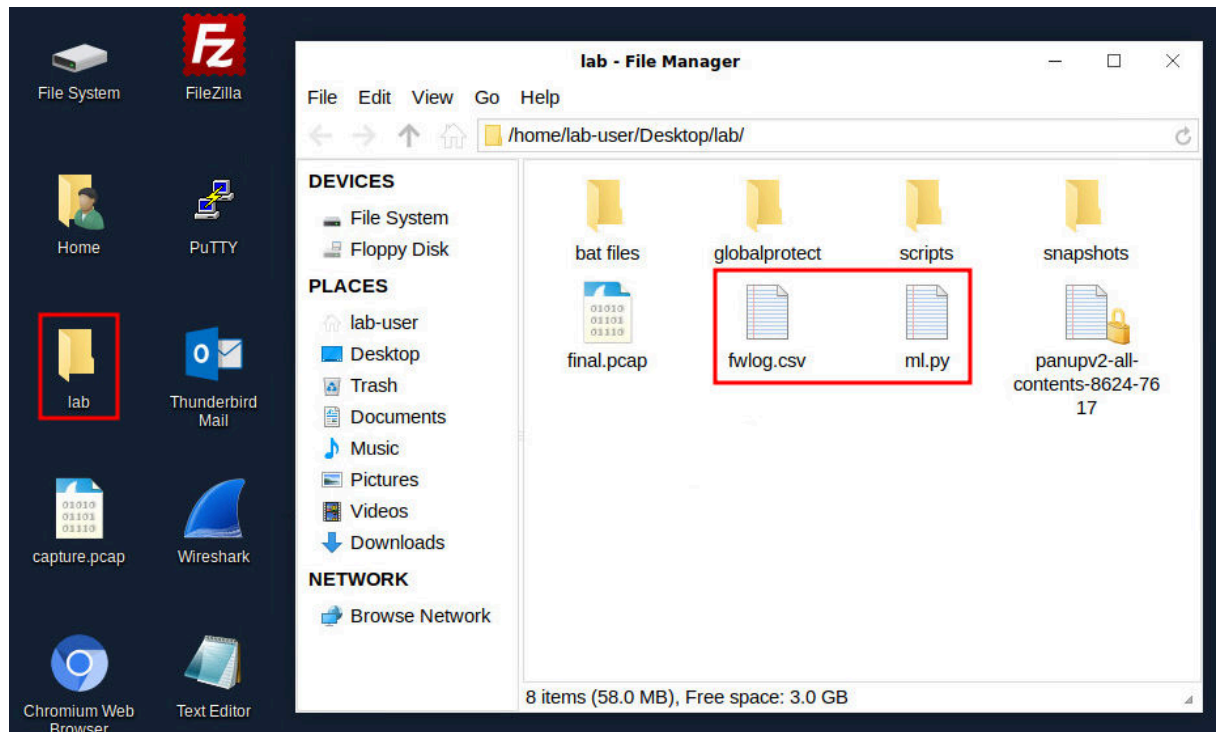 File System
Fz
FileZilla
Home
PuTTY
lab
O
Thunderbird
Mail
01010
01101
01110
capture.pcap
Wireshark
Chromium Web
Browser
Text Editor
lab - File Manager
File Edit View Go Help
/home/lab-user/Desktop/lab/
DEVICES
File System
Floppy Disk
PLACES
lab-user
Desktop
Trash
Documents
Music
Pictures
Videos
Downloads
NETWORK
Browse Network
bat files
globalprotect
scripts
snapshots
01010
01101
01110
final.pcap
fwlog.csv
ml.py
panupv2-all-
contents-8624-76
17
8 items (58.0 MB), Free space: 3.0 GB